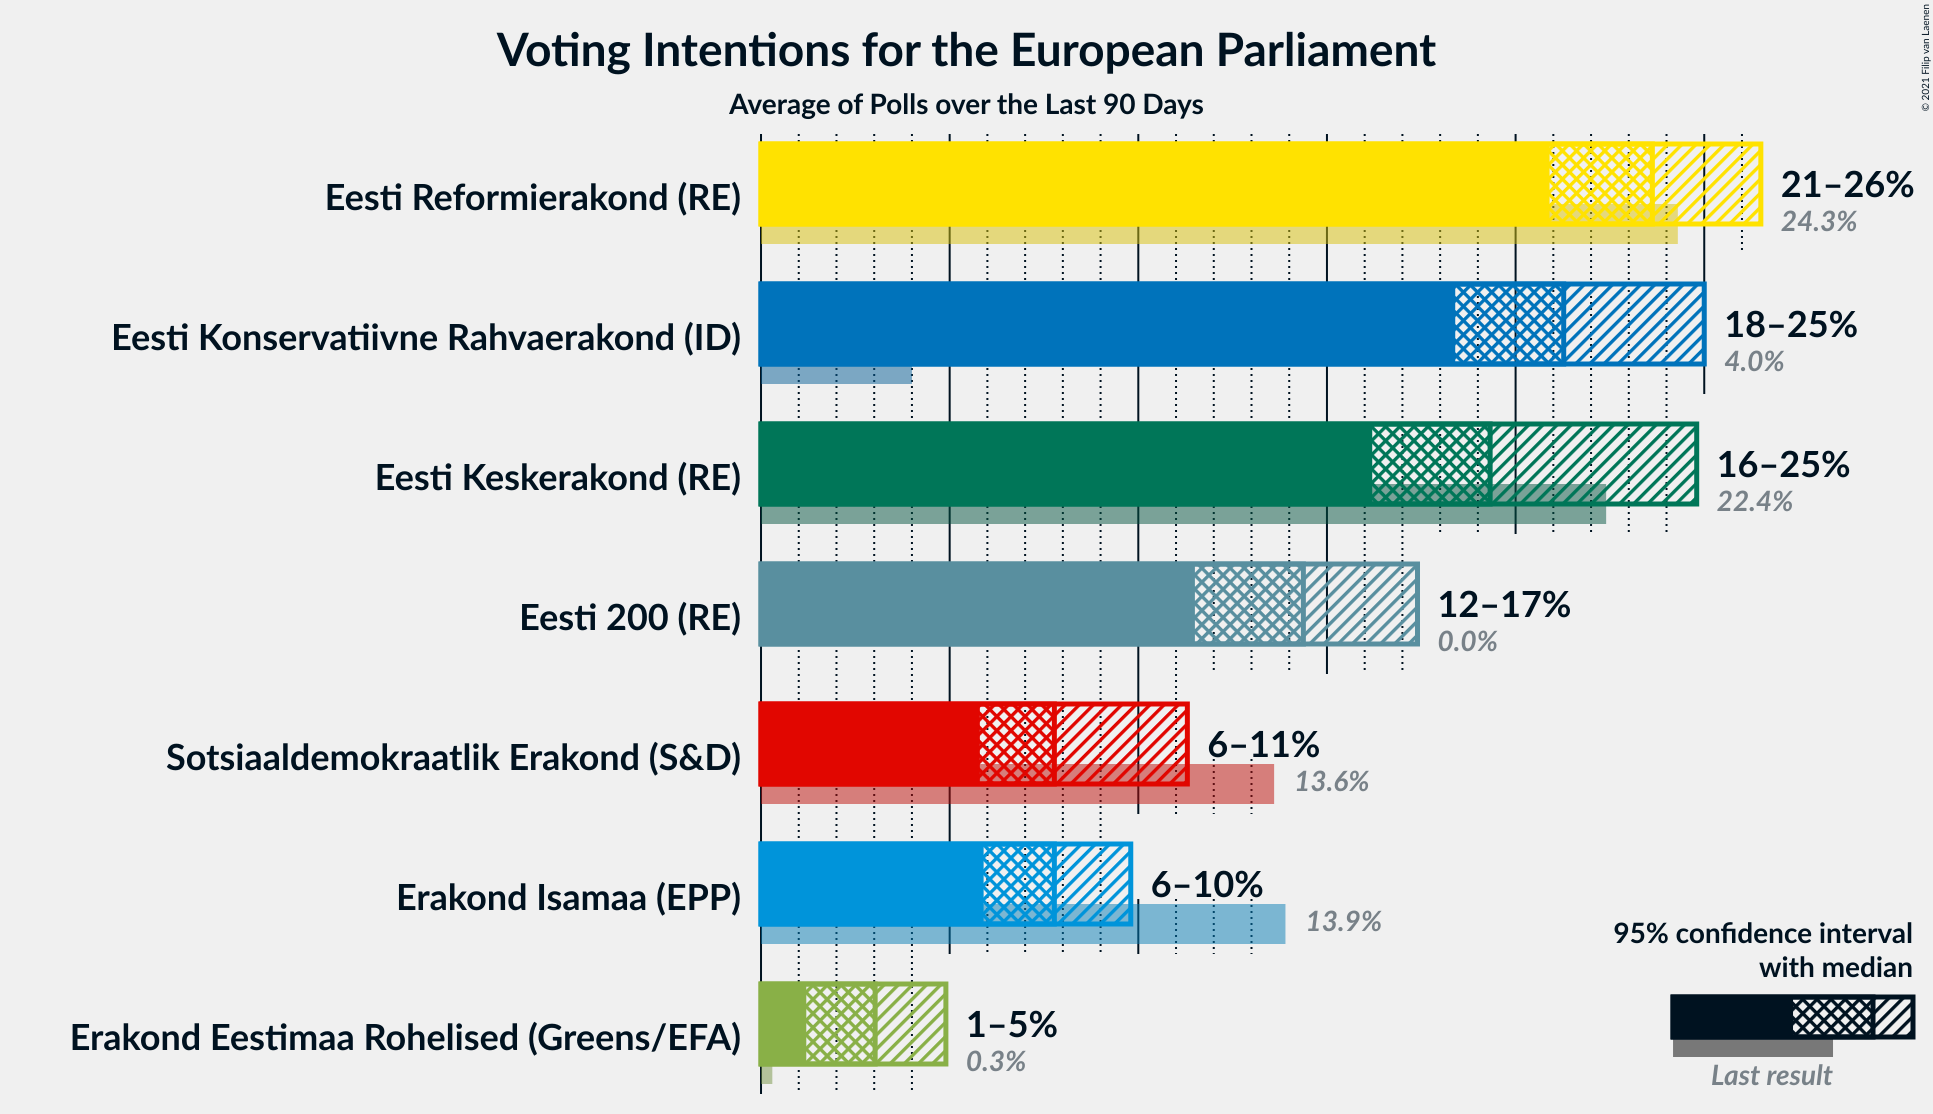 Voting Intentions for the European Parliament
Average of Polls over the Last 90 Days
© 2021 Filip van Laenen
Eesti Reformierakond (RE)
21–26%
24.3%
Eesti Konservatiivne Rahvaerakond (ID)
18–25%
4.0%
Eesti Keskerakond (RE)
16–25%
22.4%
Eesti 200 (RE)
12–17%
0.0%
Sotsiaaldemokraatlik Erakond (S&D)
6–11%
13.6%
Erakond Isamaa (EPP)
6–10%
13.9%
Erakond Eestimaa Rohelised (Greens/EFA)
1–5%
0.3%
95% confidence interval
with median
Last result